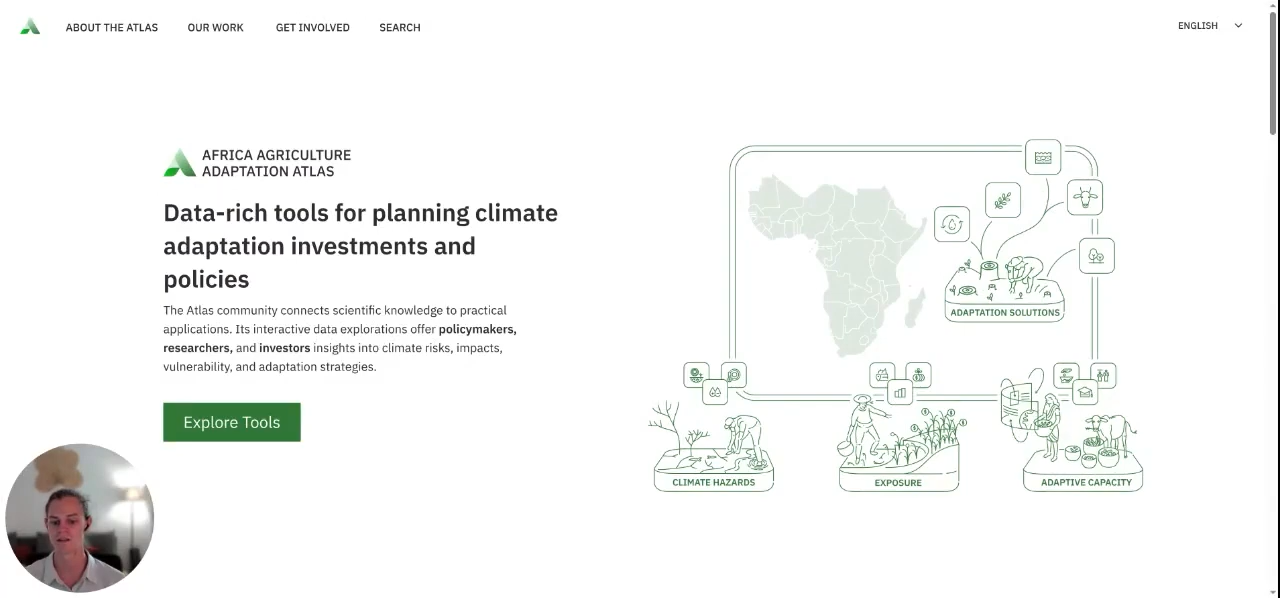 ABOUT THE ATLAS
OUR WORK
GET INVOLVED
SEARCH
ENGLISH
AFRICA AGRICULTURE
ADAPTATION ATLAS
Data-rich tools for planning climate
adaptation investments and
policies
The Atlas community connects scientific knowledge to practical
applications. Its interactive data explorations offer policymakers,
researchers, and investors insights into climate risks, impacts,
vulnerability, and adaptation strategies.
Explore Tools
ADAPTATION SOLUTIONS
CLIMATE HAZARDS
EXPOSURE
ADAPTIVE CAPACITY